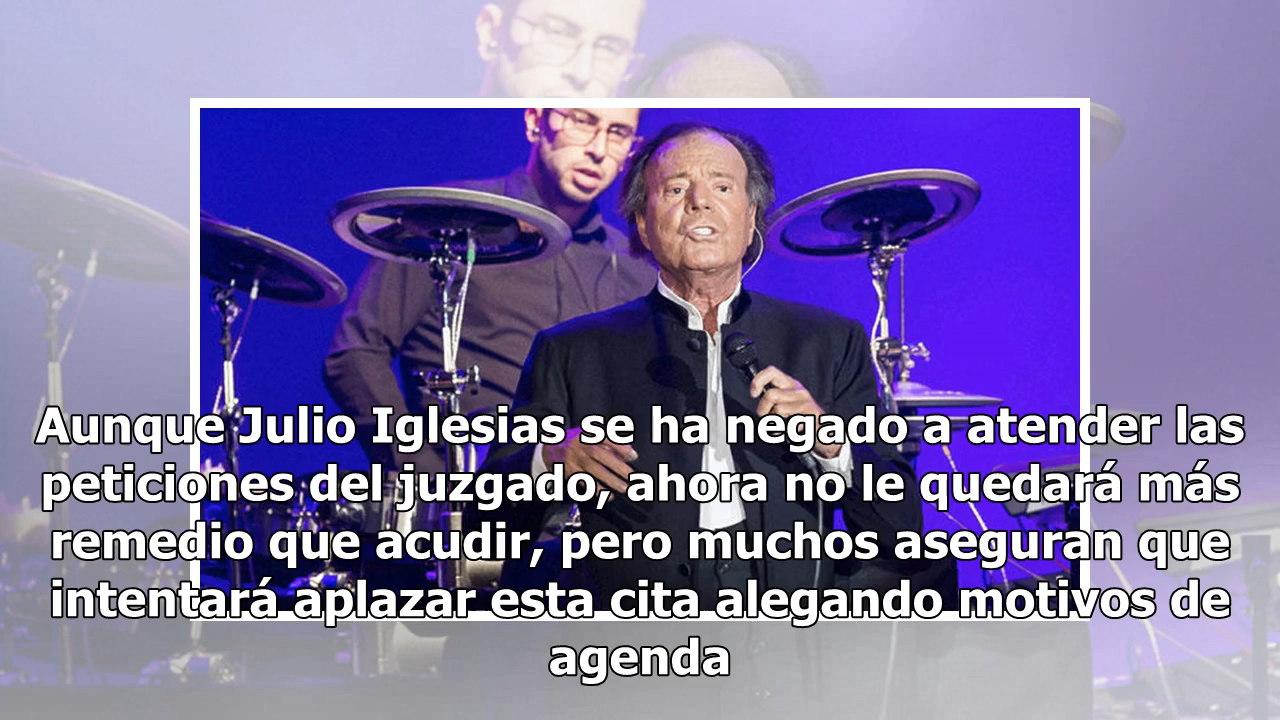 Aunque Julio Iglesias se ha negado a atender las
peticiones del juzgado, ahora no le quedará más
remedio que acudir, pero muchos aseguran que
intentará aplazar esta cita alegando motivos de
agenda